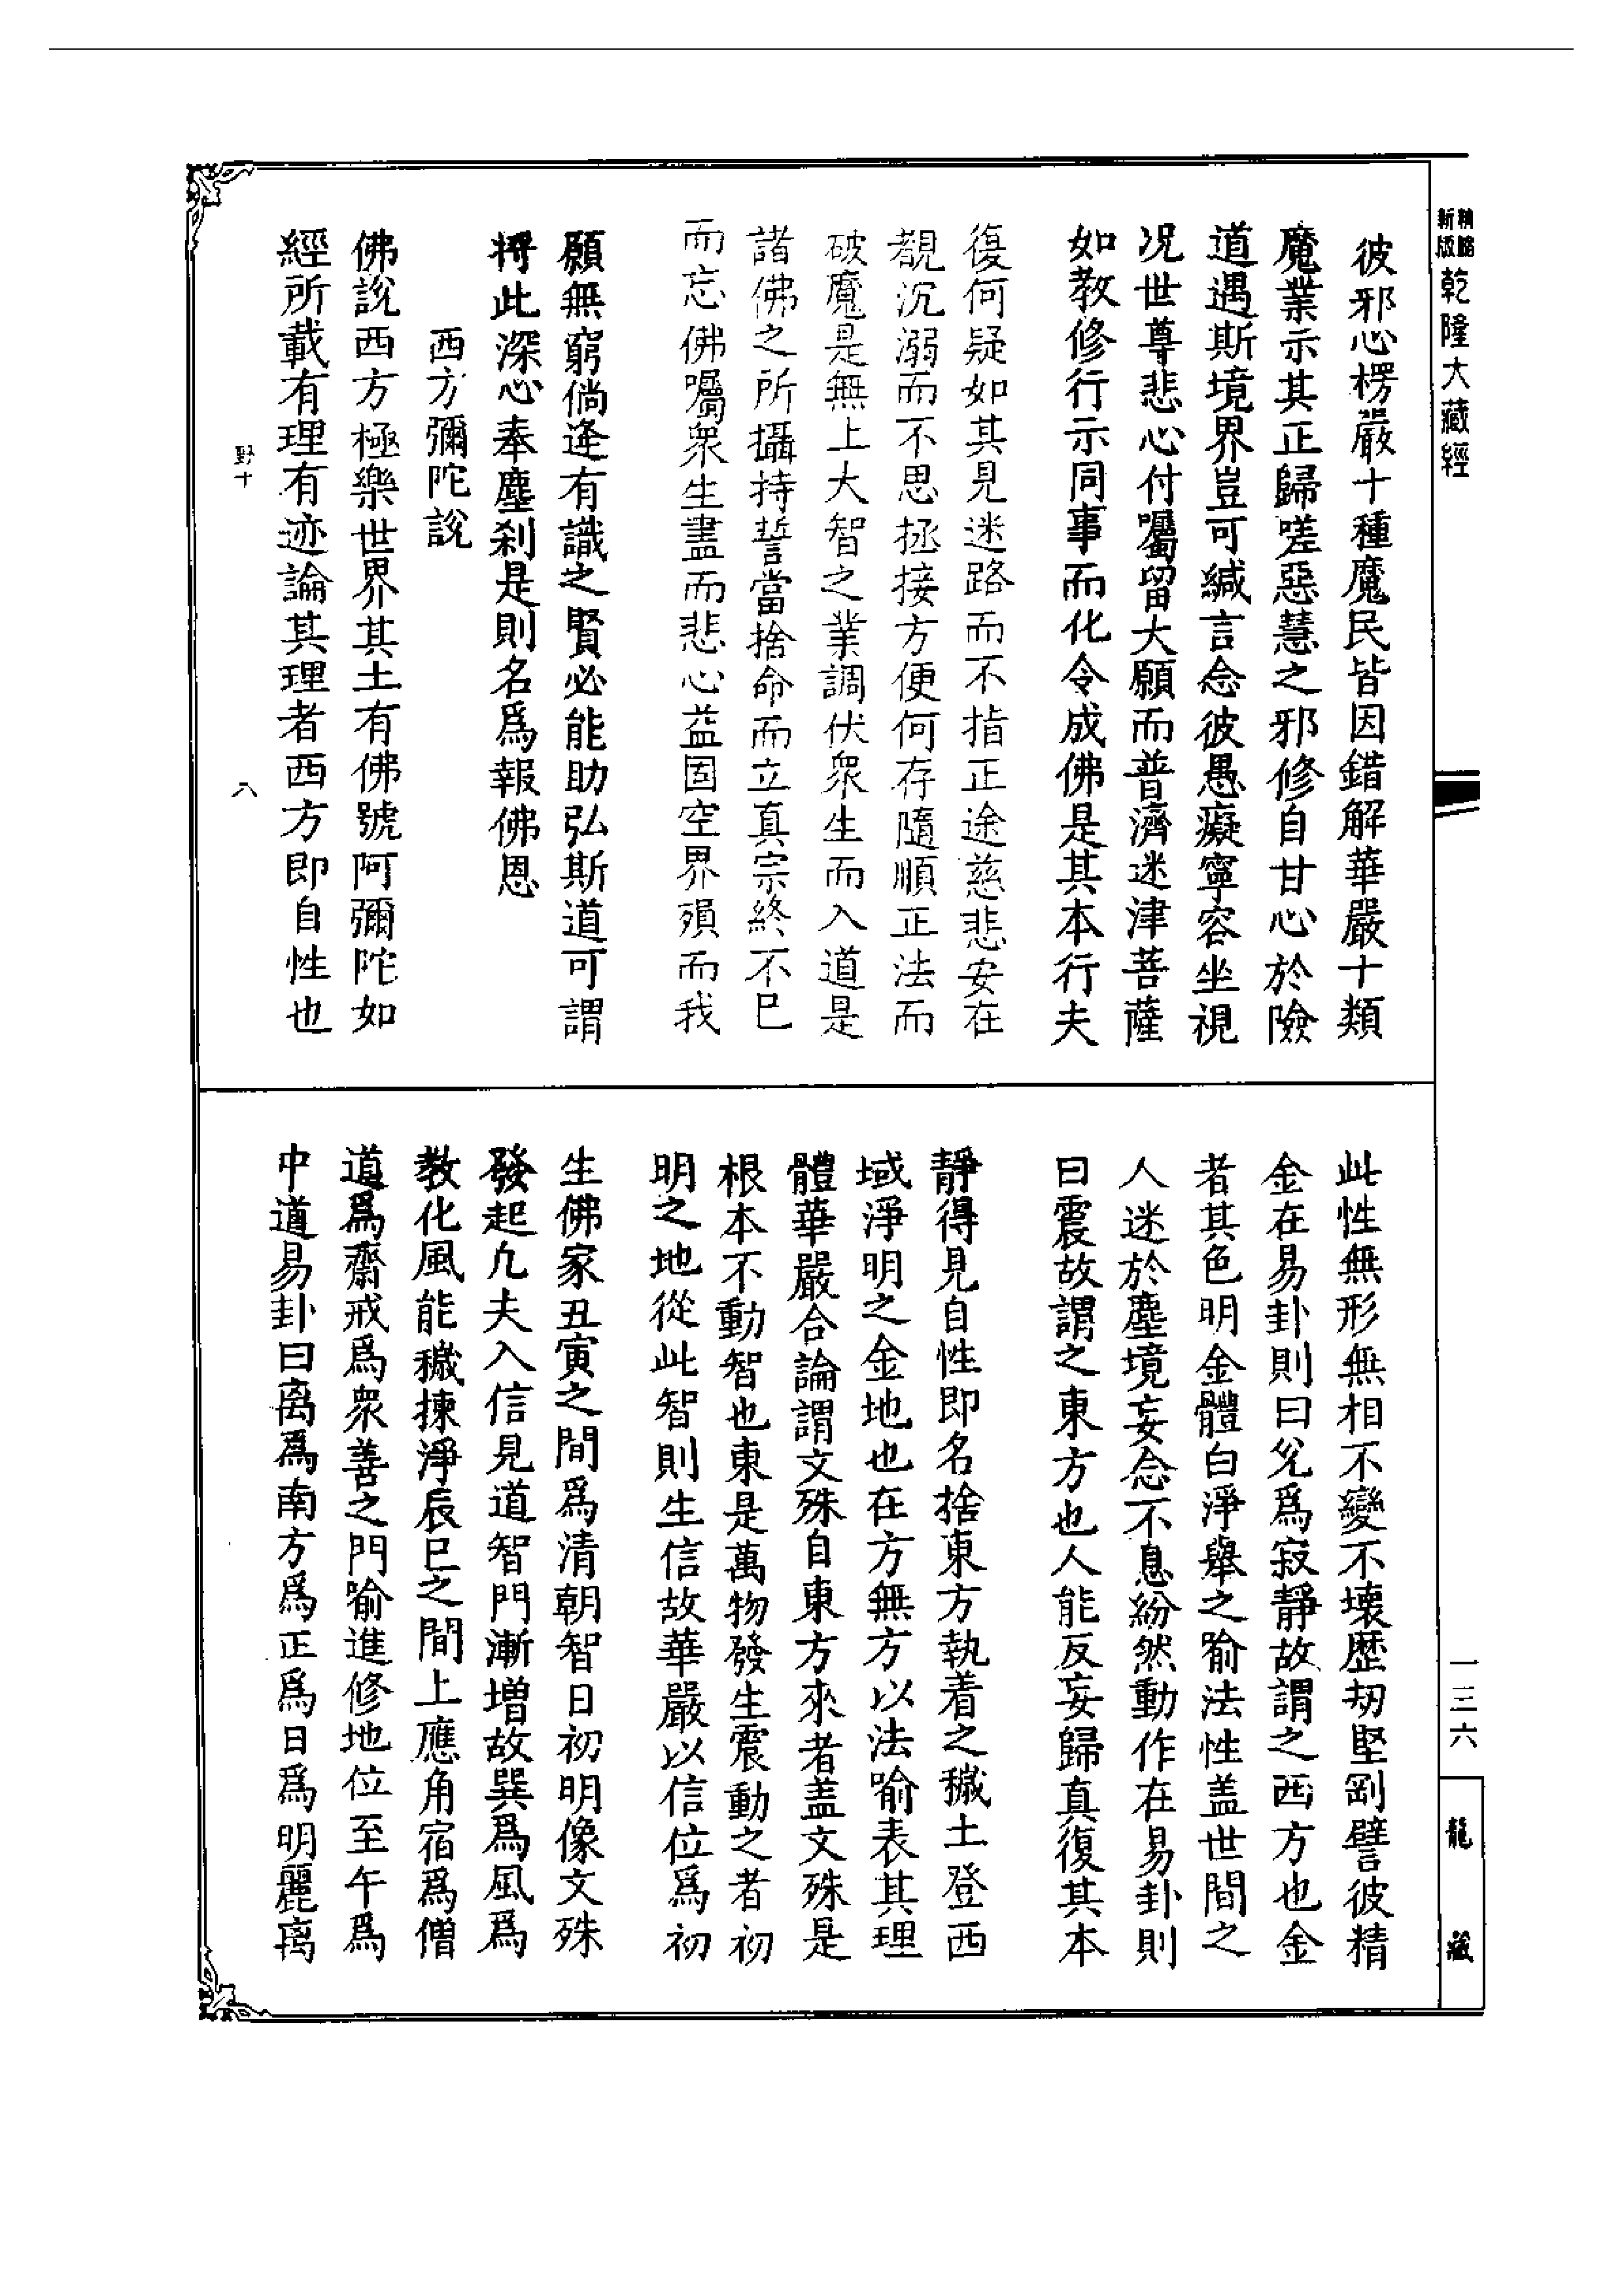 精縮
新版
乾隆大藏經
彼邪心楞嚴十種魔民皆因錯解華嚴十類
魔業示其正歸嗟惡慧之邪修自甘心於險
道遇斯境界豈可緘言念彼愚癡寧容坐視
况世尊悲心付囑留大願而普濟迷津菩薩
如教修行示同事而化令成佛是其本行夫
復何疑如其見迷路而不指正途慈悲安在
覩沉溺而不思拯接方便何存隨順正法而
破魔是無上大智之業調伏眾生而入道是
諸佛之所攝持誓當捨命而立真宗終不巳
而忘佛囑衆生盡而悲心益固空界殞而我
願無窮倘逢有識之賢必能助弘斯道可謂
將此深心奉塵刹是則名爲報佛恩
西方彌陀說
佛說西方極樂世界其土有佛號阿彌陀如
經所載有理有迹論其理者西方即自性也
野十
八
此性無形無相不變不壞歷刼堅剛譬彼精
金在易卦則曰兊爲寂靜故謂之西方也金
者其色明金體白淨舉之喻法性盖世間之
人迷於塵境妄念不息紛然動作在易卦則
曰震故謂之東方也人能反妄歸真復其本
靜得見自性即名捨東方執着之穢土登西
域淨明之金地也在方無方以法喻表其理
體華嚴合論謂文殊自東方來者盖文殊是
根本不動智也東是萬物發生震動之者初
明之地從此智則生信故華嚴以信位爲初
生佛家丑寅之間爲清朝智日初明像文殊
發起凢夫入信見道智門漸增故巽爲風爲
教化風能穢揀淨辰巳之間上應角宿爲僧
道爲齋戒爲衆善之門喻進修地位至午爲
中道易卦曰离爲南方爲正爲日爲明麗离
一三六
龍藏